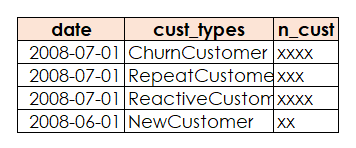 date cust_types n_cust
2008-07-01 ChurnCustomer xxxx
2008-07-01 RepeatCustome xxx
2008-07-01 ReactiveCustom xxxx
2008-06-01 NewCustomer xx